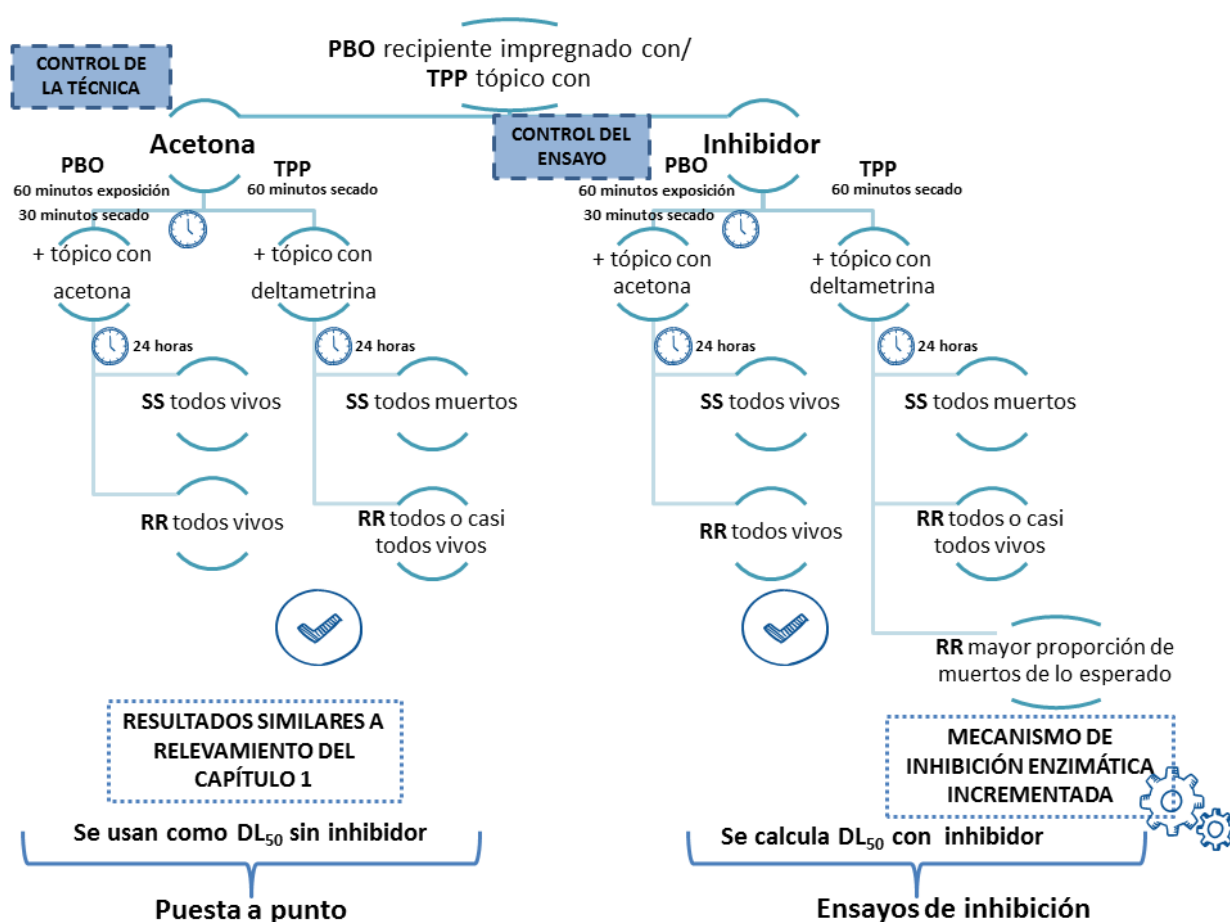 PBO recipiente impregnado con/
TPP tópico con
CONTROL DE
LA TÉCNICA
CONTROL DEL
ENSAYO
Acetona
PBO
60 minutos exposición
30 minutos secado
TPP
60 minutos secado
+ tópico con
acetona
+ tópico con
deltametrina
24 horas
24 horas
SS todos vivos
SS todos muertos
RR todos vivos
RR todos o casi
todos vivos
RESULTADOS SIMILARES A
RELEVAMIENTO DEL
CAPÍTULO 1
Se usan como DL50 sin inhibidor
Puesta a punto
Inhibidor
PBO
60 minutos exposición
30 minutos secado
TPP
60 minutos secado
+ tópico con
acetona
+ tópico con
deltametrina
24 horas
24 horas
SS todos vivos
SS todos muertos
RR todos vivos
RR todos o casi
todos vivos
RR mayor proporción de
muertos de lo esperado
MECANISMO DE
INHIBICIÓN ENZIMÁTICA
INCREMENTADA
Se calcula DL50 con inhibidor
Ensayos de inhibición